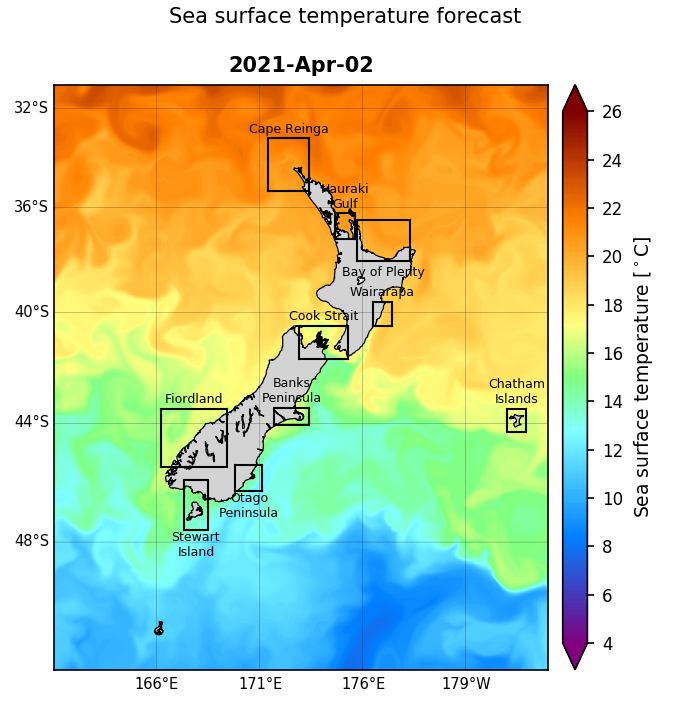 Sea surface temperature forecast
2021-Apr-02
32°S
36°S
40°S
44°S
48°S
Cape Reinga
Hauraki
Gulf
Bay of Plenty
Wairarapa
Cook Strait
Banks
Peninsula
Fiordland
Chatham
Islands
Otago
Peninsula
Stewart
Island
166°E
171°E
176°E
179°W
26
24
22
20
18
16
14
12
10
8
6
4
Sea surface temperature [°C]